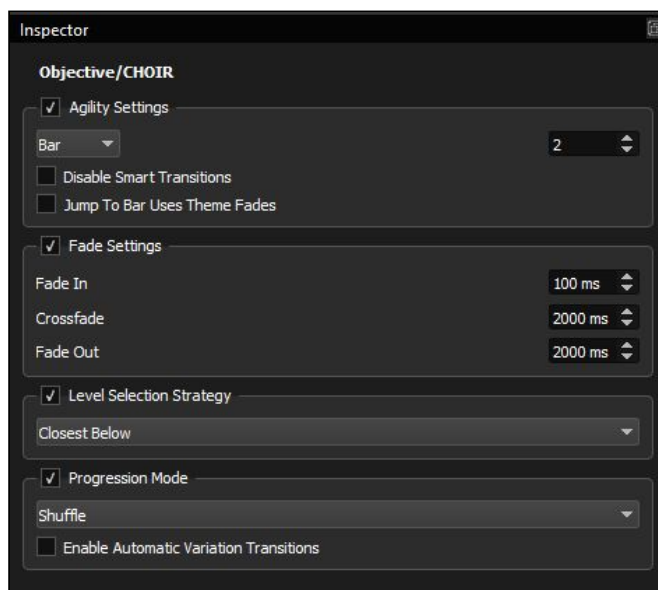 Inspector
Objective/CHOIR
Agility Settings
Bar 2
Disable Smart Transitions
Jump To Bar Uses Theme Fades
Fade Settings
Fade In 100 ms
Crossfade 2000 ms
Fade Out 2000 ms
Level Selection Strategy
Closest Below
Progression Mode
Shuffle
Enable Automatic Variation Transitions